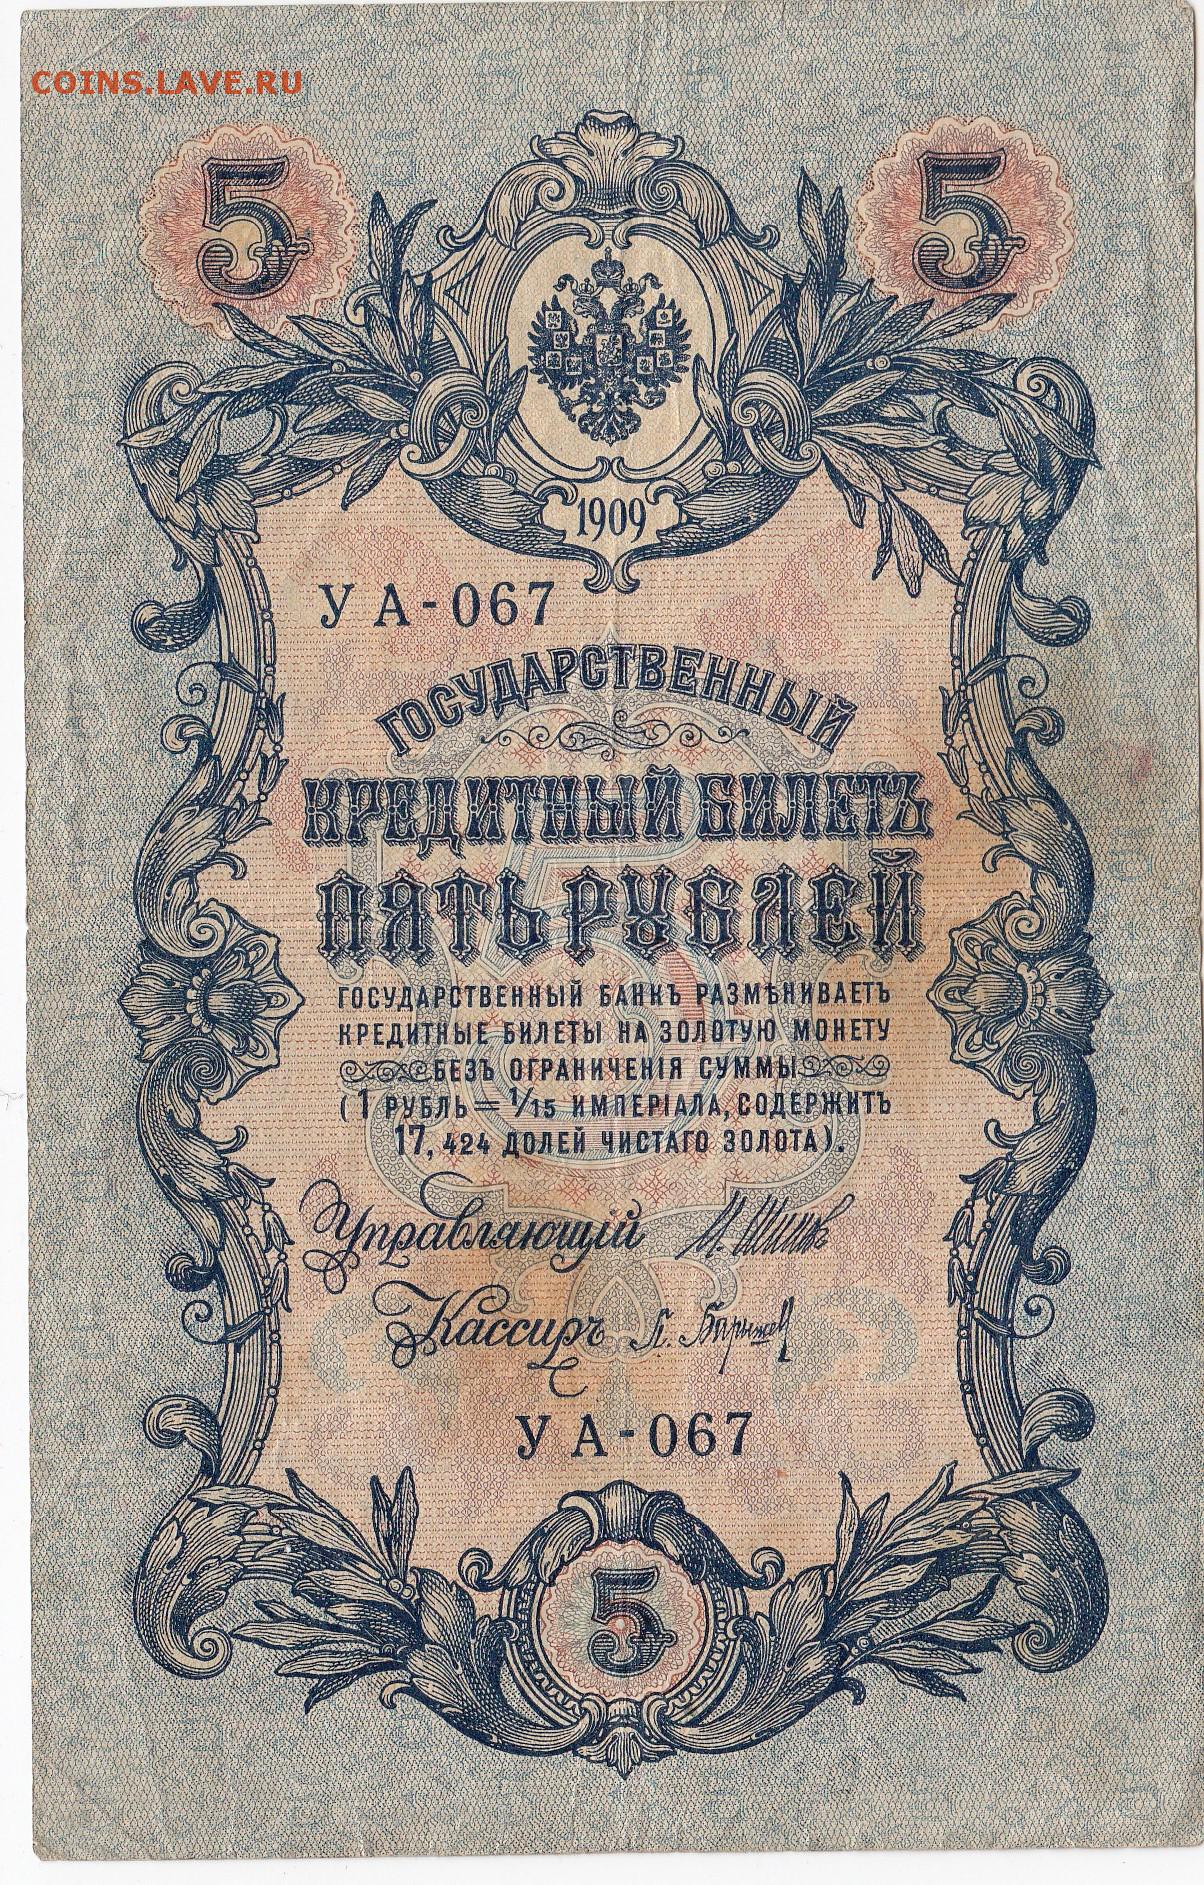 COINS.LAVE.RU
5 5
1909
УА-067
ГОСУДАРСТВЕННЫЙ
КРЕДИТНЫЙ БИЛЕТЪ
ПЯТЬ РУБЛЕЙ
ГОСУДАРСТВЕННЫЙ БАНКЪ РАЗМѢНИВАЕТЪ
КРЕДИТНЫЕ БИЛЕТЫ НА ЗОЛОТУЮ МОНЕТУ
БЕЗЪ ОГРАНИЧЕНІЯ СУММЫ
(1 РУБЛЬ = 1/15 ИМПЕРІАЛА, СОДЕРЖИТЪ
17, 424 ДОЛЕЙ ЧИСТАГО ЗОЛОТА).
Управляющій И. Шипов
Кассиръ
УА-067
5